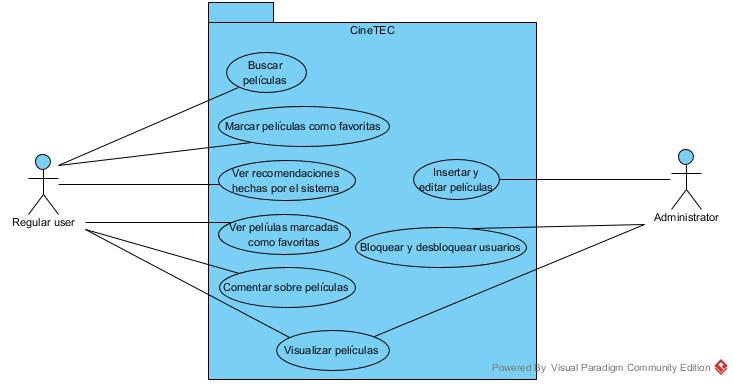 CineTEC
Buscar
películas
Marcar películas como favoritas
Ver recomendaciones
hechas por el sistema
Insertar y
editar películas
Regular user
Administrator
Ver pelíulas marcadas
como favoritas
Bloquear y desbloquear usuarios
Comentar sobre películas
Visualizar películas
Powered By Visual Paradigm Community Edition